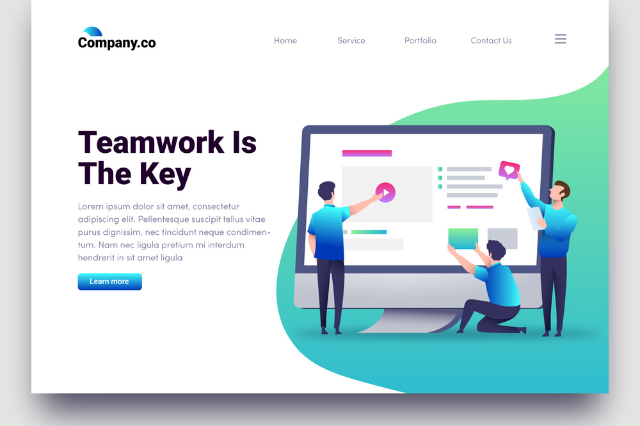 Company.co
Home
Service
Portfolio
Contact Us
Teamwork Is
The Key
Lorem ipsum dolor sit amet, consectetur
adipiscing elit. Pellentesque suscipit tellus vitae
purus dignissim, nec tincidunt neque condimen-
tum. Nam nec ligula pretium mi interdum
hendrerit in sit amet ligula
Learn more